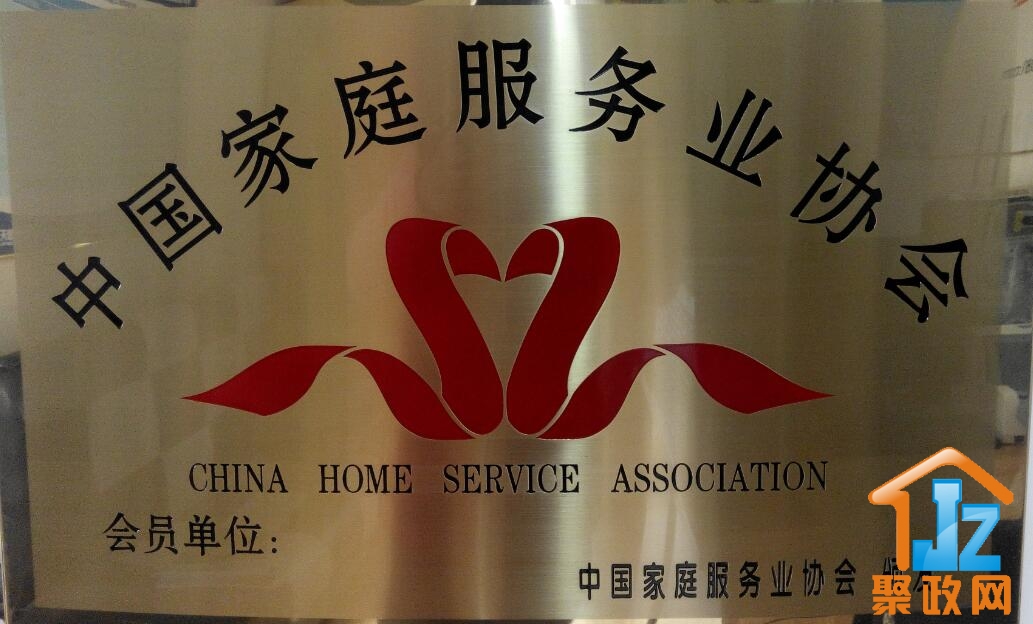 中国家庭服务业协会
CHINA HOME SERVICE ASSOCIATION
会员单位:
中国家庭服务业协会 颁
JZ
聚政网